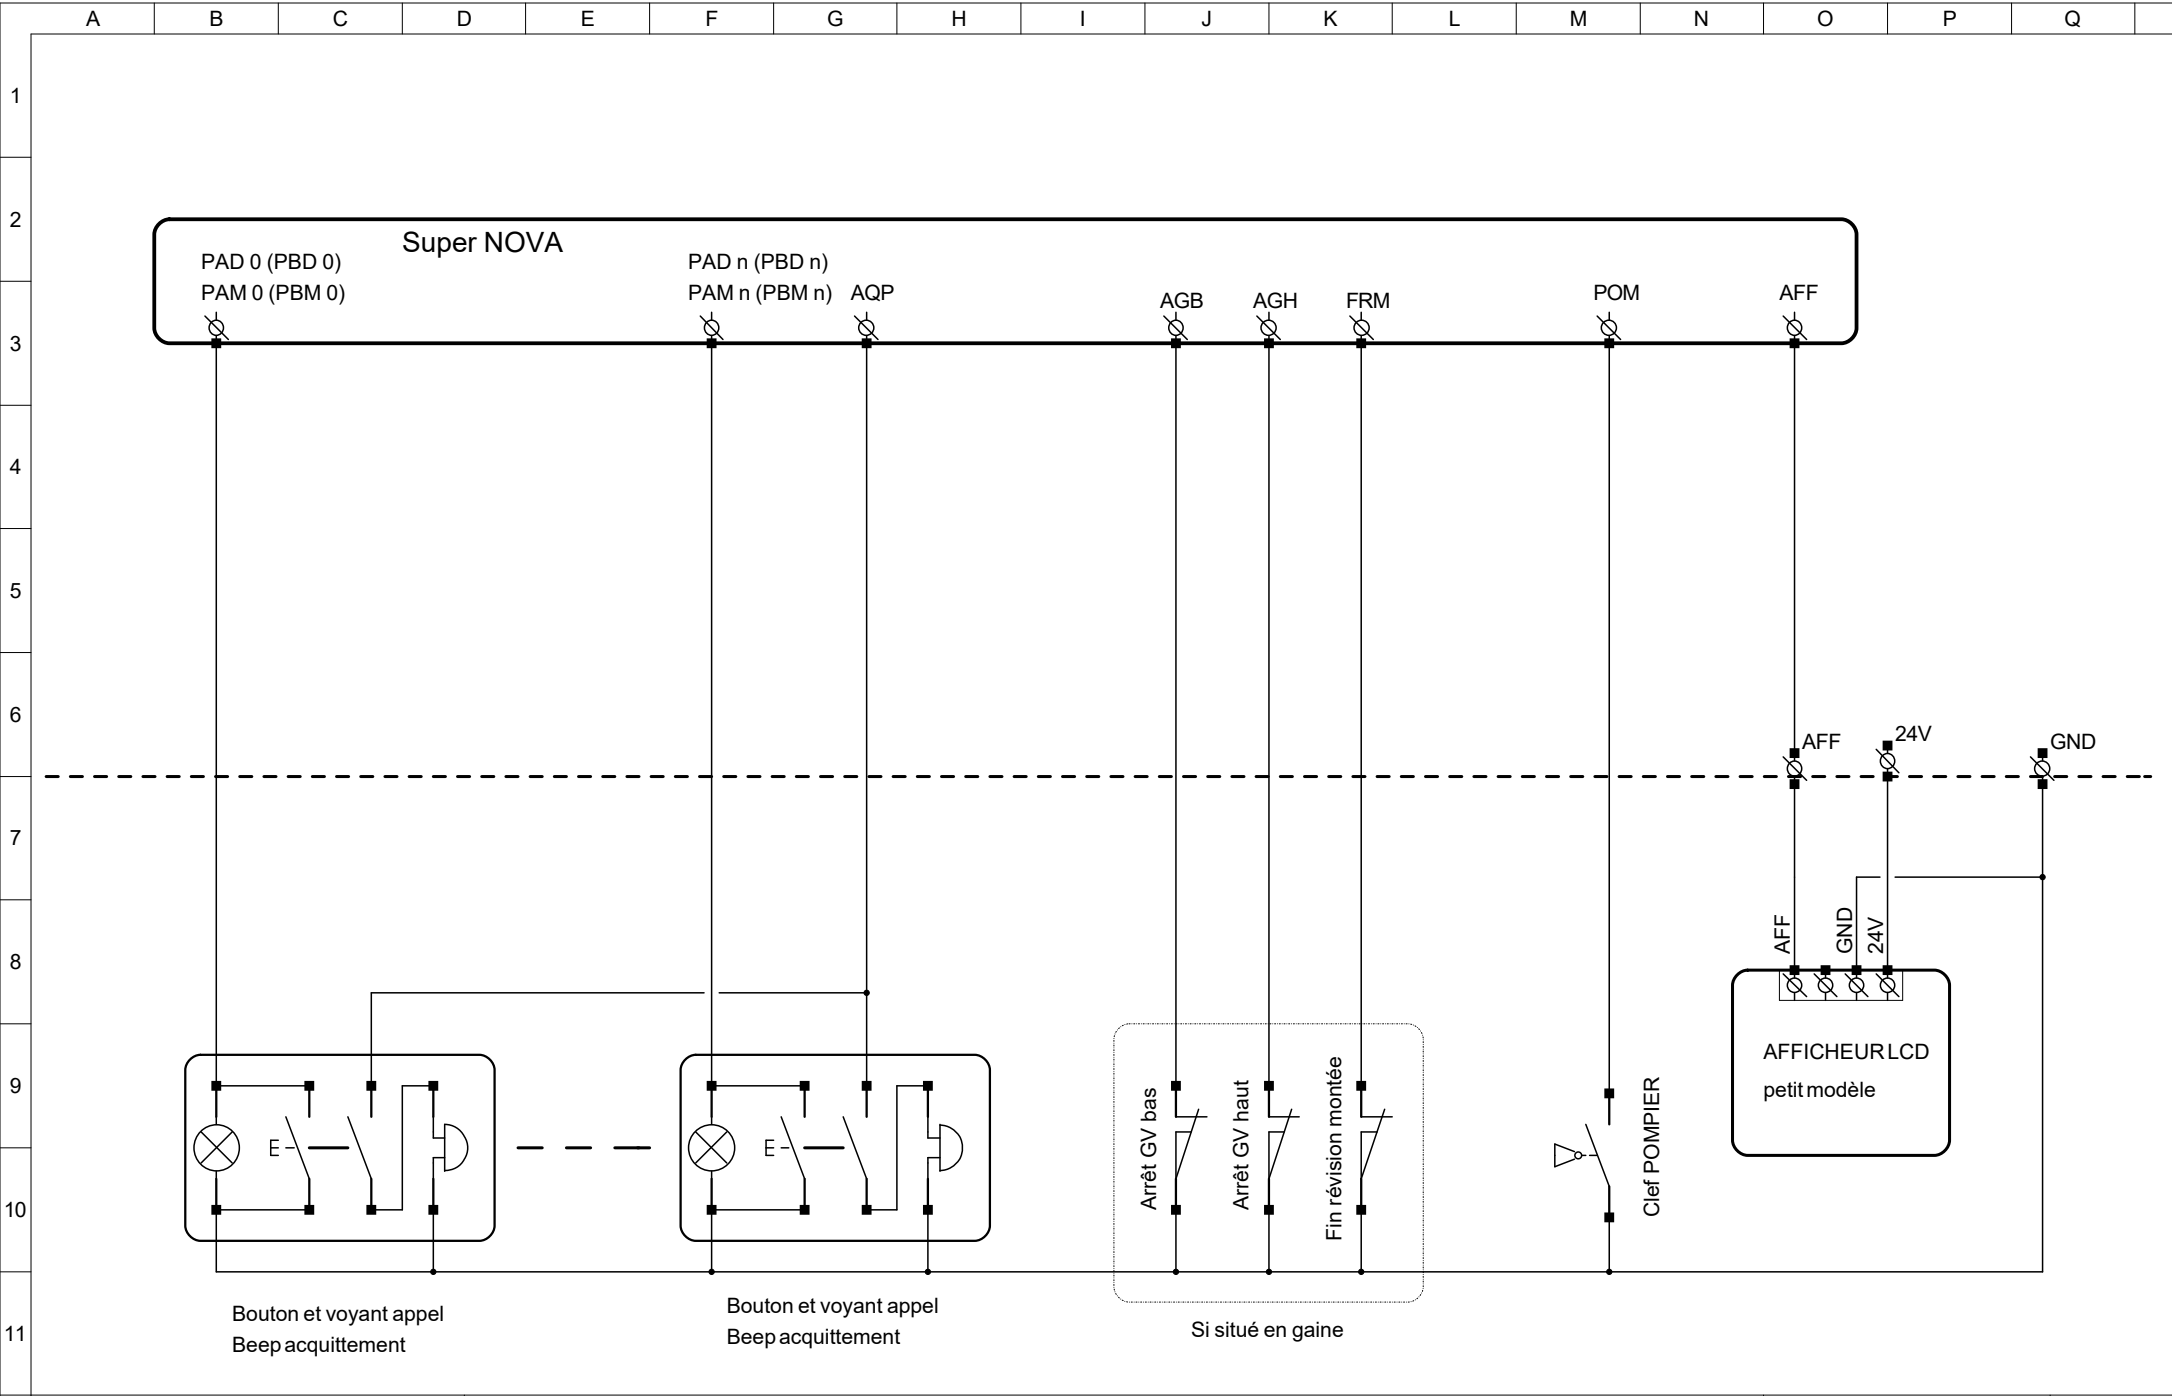 A B C D E F G H I J K L M N O P Q
1
2
3
4
5
6
7
8
9
10
11
Super NOVA
PAD 0 (PBD 0)
PAM 0 (PBM 0)
PAD n (PBD n)
PAM n (PBM n)
AQP
AGB
AGH
FRM
POM
AFF
AFF
24V
GND
AFF
GND
24V
AFFICHEUR LCD
petit modèle
Arrêt GV bas
Arrêt GV haut
Fin révision montée
Clef POMPIER
Bouton et voyant appel
Beep acquittement
Bouton et voyant appel
Beep acquittement
Si situé en gaine